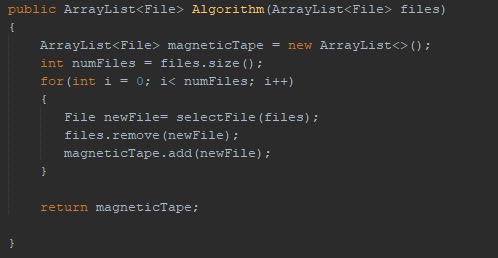 public ArrayList<File> Algorithm(ArrayList<File> files)
{
    ArrayList<File> magneticTape = new ArrayList<>();
    int numFiles = files.size();
    for(int i = 0; i< numFiles; i++)
    {
       File newFile= selectFile(files);
       files.remove(newFile);
       magneticTape.add(newFile);
    }
    return magneticTape;
}